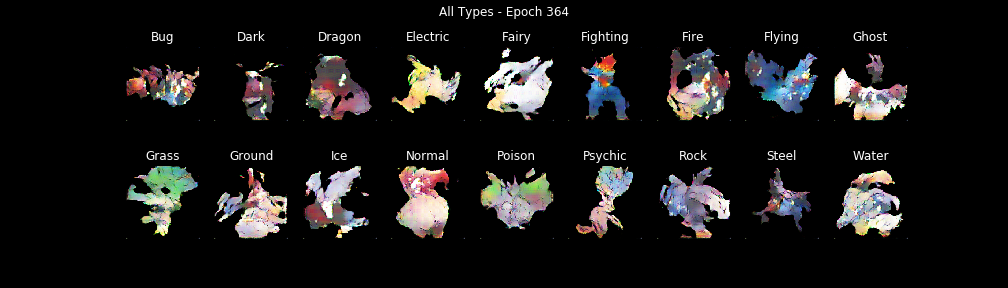 All Types - Epoch 364
Bug Dark Dragon Electric Fairy Fighting Fire Flying Ghost
Grass Ground Ice Normal Poison Psychic Rock Steel Water